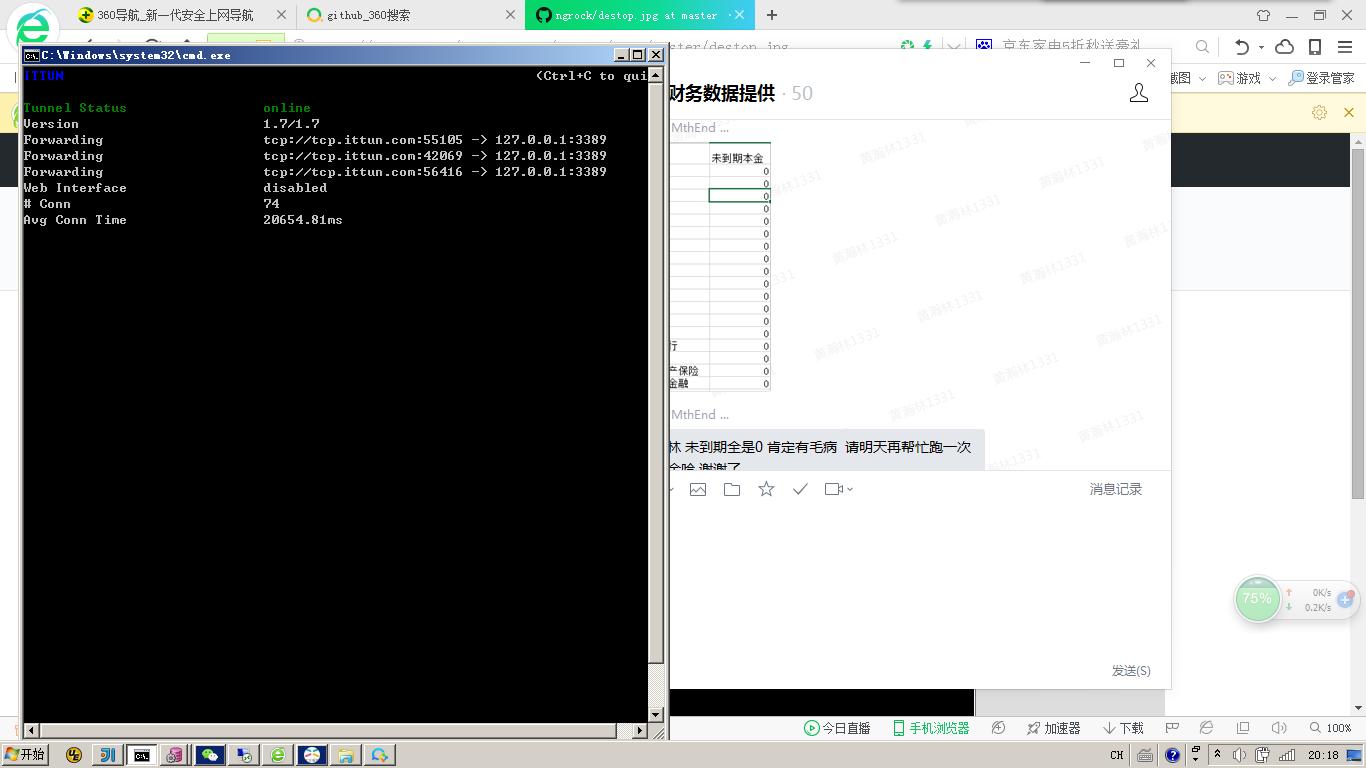 360导航_新一代安全上网导航
github_360搜索
ngrock/destop.jpg at master
京东家电5折秒送豪礼
截图
游戏
登录管家
C:\Windows\system32\cmd.exe
ITTUN
(Ctrl+C to qui
Tunnel Status online
Version 1.7/1.7
Forwarding tcp://tcp.ittun.com:55105 -> 127.0.0.1:3389
Forwarding tcp://tcp.ittun.com:42069 -> 127.0.0.1:3389
Forwarding tcp://tcp.ittun.com:56416 -> 127.0.0.1:3389
Web Interface disabled
# Conn 74
Avg Conn Time 20654.81ms
财务数据提供 · 50
MthEnd ...
未到期本金
0
0
0
0
0
0
0
0
0
0
0
0
0
0
行 0
0
产保险 0
金融 0
黄瀚林1331
MthEnd ...
林 未到期全是0 肯定有毛病 请明天再帮忙跑一次
消息记录
发送(S)
75%
0K/s
0.2K/s
今日直播
手机浏览器
加速器
下载
100%
开始
CH
20:18